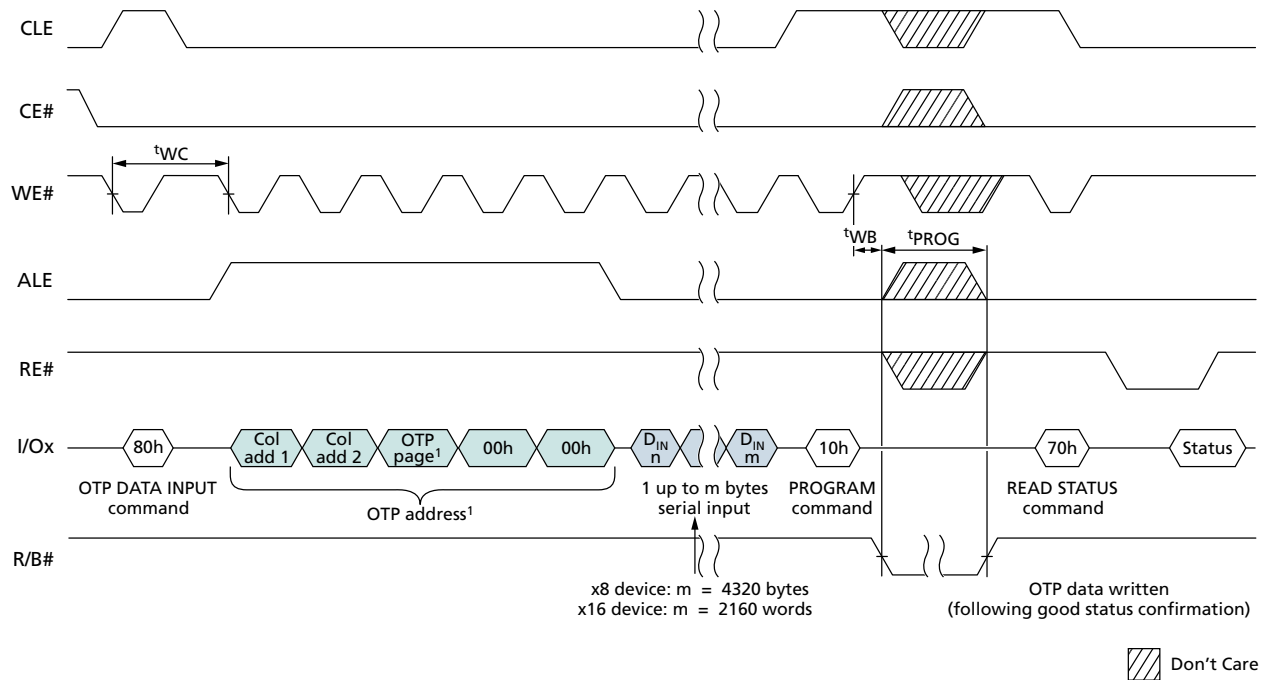 CLE
CE#
tWC
WE#
tWB
tPROG
ALE
RE#
I/Ox
80h
Col
add 1
Col
add 2
OTP
page1
00h
00h
DIN
n
DIN
m
10h
70h
Status
OTP DATA INPUT
command
OTP address1
1 up to m bytes
serial input
PROGRAM
command
READ STATUS
command
R/B#
x8 device: m = 4320 bytes
x16 device: m = 2160 words
OTP data written
(following good status confirmation)
Don't Care